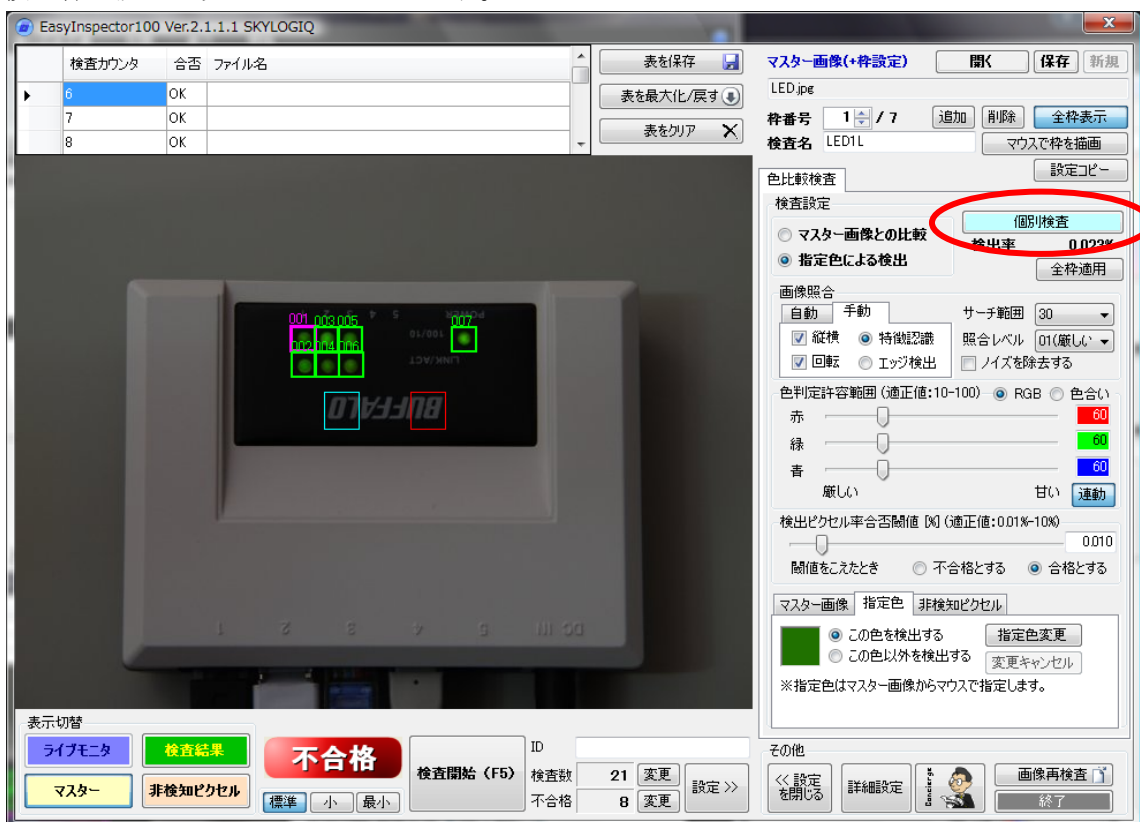 EasyInspector100 Ver.2.1.1.1 SKYLOGIQ
検査カウンタ 合否 ファイル名
6 OK
7 OK
8 OK
表を保存
表を最大化/戻す
表をクリア
マスター画像(+枠設定) 開く 保存 新規
LED.jpg
枠番号 1 / 7 追加 削除 全枠表示
検査名 LED1L マウスで枠を描画
設定コピー
色比較検査
検査設定
個別検査
マスター画像との比較
検出率 0.023%
指定色による検出
全枠適用
画像照合
自動 手動 サーチ範囲 30
縦横 特徴認識 照合レベル 01(厳しい
回転 エッジ検出 ノイズを除去する
色判定許容範囲 (適正値:10-100) RGB 色合い
赤 60
緑 60
青 60
厳しい 甘い 連動
検出ピクセル率合否閾値 [%] (適正値:0.01%-10%)
0.010
閾値をこえたとき 不合格とする 合格とする
マスター画像 指定色 非検知ピクセル
この色を検出する 指定色変更
この色以外を検出する 変更キャンセル
※指定色はマスター画像からマウスで指定します。
001 003 005 007
002 004 006
1 2 3 4 5 POWER
100/10
LINK/ACT
BUFFALO
1 2 3 4 5 DC IN
表示切替
ライブモニタ 検査結果
マスター 非検知ピクセル
不合格
標準 小 最小
検査開始 (F5)
ID
検査数 21 変更
不合格 8 変更
設定 >>
その他
<< 設定を閉じる 詳細設定 画像再検査
終了